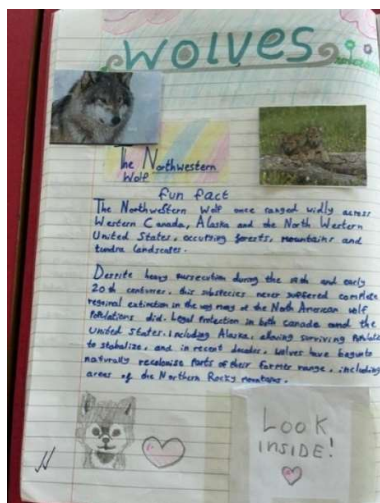 WOLVES
The Northwestern
Wolf
fun fact
The Northwestern Wolf once ranged widly across
Western Canada, Alaska and the North Western
United States, occupying forests, mountains and
tundra landscapes.
Despite heavy persecution during the and early
20th centuries, this subspecies never suffered complete
regional extinction in the way many of the North American wolf
Populations did. Legal protection in both Canada and the
United States, including Alaska, allowing surviving
to stabalize, and in recent decades, wolves have begun to
naturally recolonise parts of their former range, including
areas of the Northern Rocky mountains.
LOOK
INSIDE!